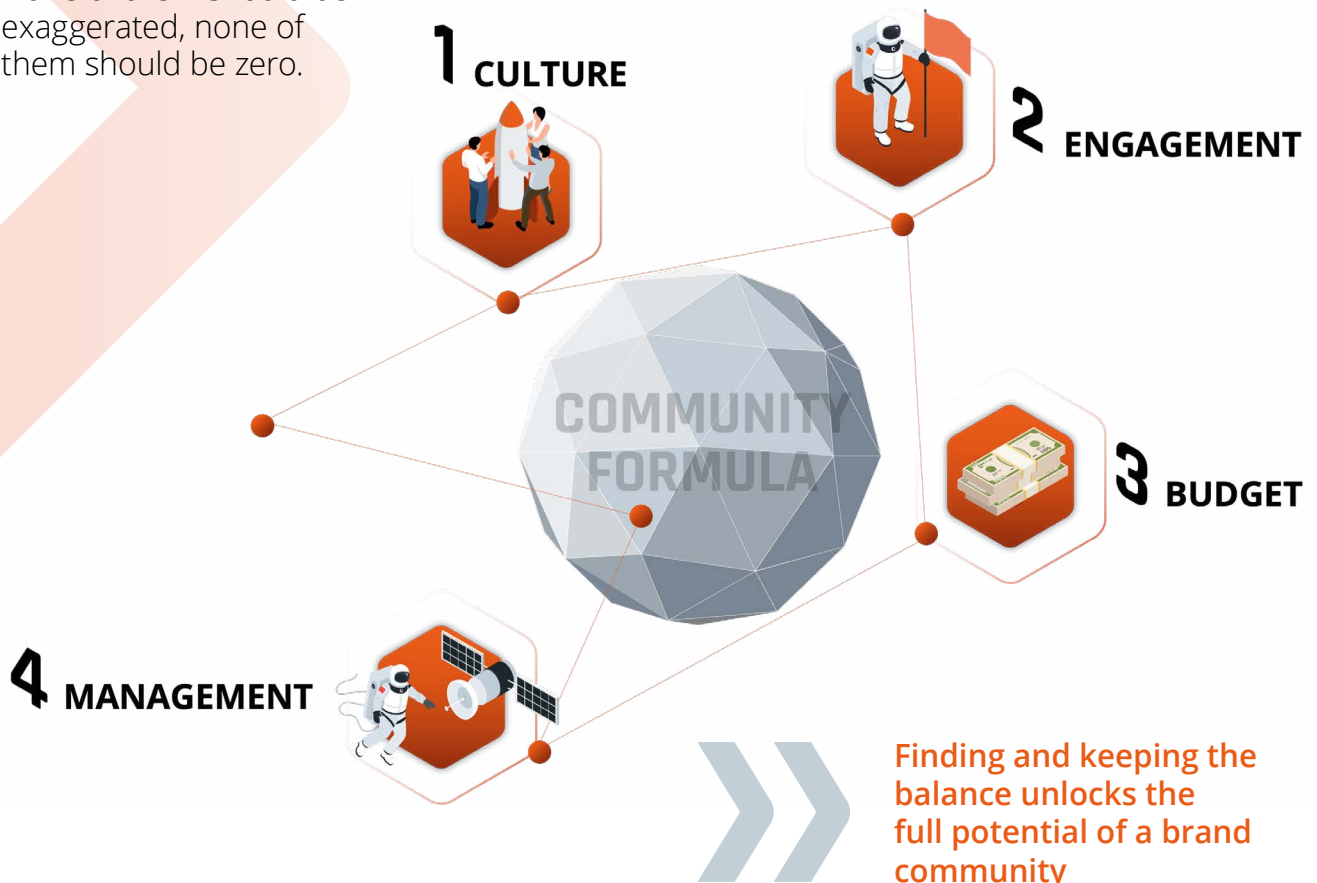 exaggerated, none of
them should be zero.
1 CULTURE
2 ENGAGEMENT
COMMUNITY
FORMULA
3 BUDGET
4 MANAGEMENT
Finding and keeping the
balance unlocks the
full potential of a brand
community